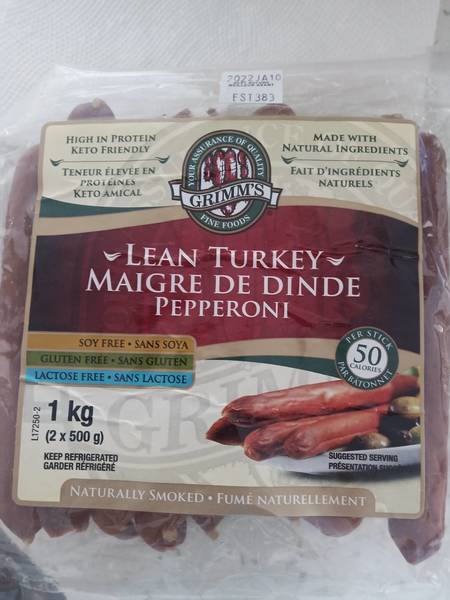 2022JA10
FST383
HIGH IN PROTEIN
KETO FRIENDLY
TENEUR ÉLEVÉE EN
PROTÉINES
KETO AMICAL
YOUR ASSURANCE OF QUALITY
GRIMM'S
FINE FOODS
MADE WITH
NATURAL INGREDIENTS
FAIT D'INGRÉDIENTS
NATURELS
LEAN TURKEY
MAIGRE DE DINDE
PEPPERONI
SOY FREE • SANS SOYA
GLUTEN FREE • SANS GLUTEN
LACTOSE FREE • SANS LACTOSE
PER STICK
50
CALORIES
PAR BATONNET
L17250-2
1 kg
(2 x 500 g)
KEEP REFRIGERATED
GARDER RÉFRIGÉRÉ
SUGGESTED SERVING
PRÉSENTATION
NATURALLY SMOKED • FUMÉ NATURELLEMENT